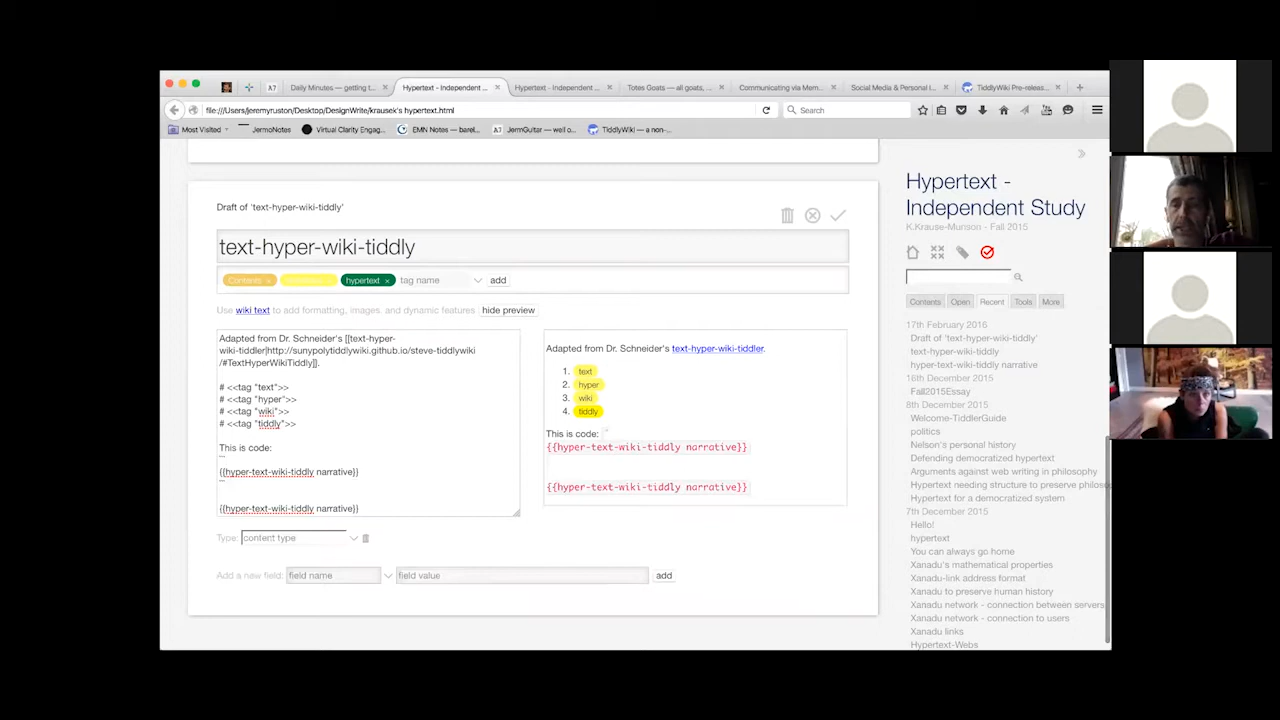 Daily Minutes — getting t...
Hypertext - Independent ...
Hypertext - Independent ...
Totes Goats — all goats, ...
Communicating via Mem...
Social Media & Personal I...
TiddlyWiki Pre-releas...
file:///Users/jeremyruston/Desktop/DesignWrite/krausek's hypertext.html
Search
Most Visited
JermoNotes
Virtual Clarity Engag...
EMN Notes — barel...
JermGuitar — well o...
TiddlyWiki — a non-...
Draft of 'text-hyper-wiki-tiddly'
text-hyper-wiki-tiddly
Contents ×
hypertext ×
tag name
add
Use wiki text to add formatting, images, and dynamic features
hide preview
Adapted from Dr. Schneider's [[text-hyper-
wiki-tiddler|http://sunypolytiddlywiki.github.io/steve-tiddlywiki
/#TextHyperWikiTiddly]].
# <<tag "text">>
# <<tag "hyper">>
# <<tag "wiki">>
# <<tag "tiddly">>
This is code:
```
{{hyper-text-wiki-tiddly narrative}}
```
{{hyper-text-wiki-tiddly narrative}}
Adapted from Dr. Schneider's text-hyper-wiki-tiddler.
1. text
2. hyper
3. wiki
4. tiddly
This is code:
{{hyper-text-wiki-tiddly narrative}}
{{hyper-text-wiki-tiddly narrative}}
Type:
content type
Add a new field:
field name
field value
add
Hypertext -
Independent Study
K.Krause-Munson - Fall 2015
Contents
Open
Recent
Tools
More
17th February 2016
Draft of 'text-hyper-wiki-tiddly'
text-hyper-wiki-tiddly
hyper-text-wiki-tiddly narrative
16th December 2015
Fall2015Essay
8th December 2015
Welcome-TiddlerGuide
politics
Nelson's personal history
Defending democratized hypertext
Arguments against web writing in philosophy
Hypertext needing structure to preserve philos
Hypertext for a democratized system
7th December 2015
Hello!
hypertext
You can always go home
Xanadu's mathematical properties
Xanadu-link address format
Xanadu to preserve human history
Xanadu network - connection between servers
Xanadu network - connection to users
Xanadu links
Hypertext-Webs